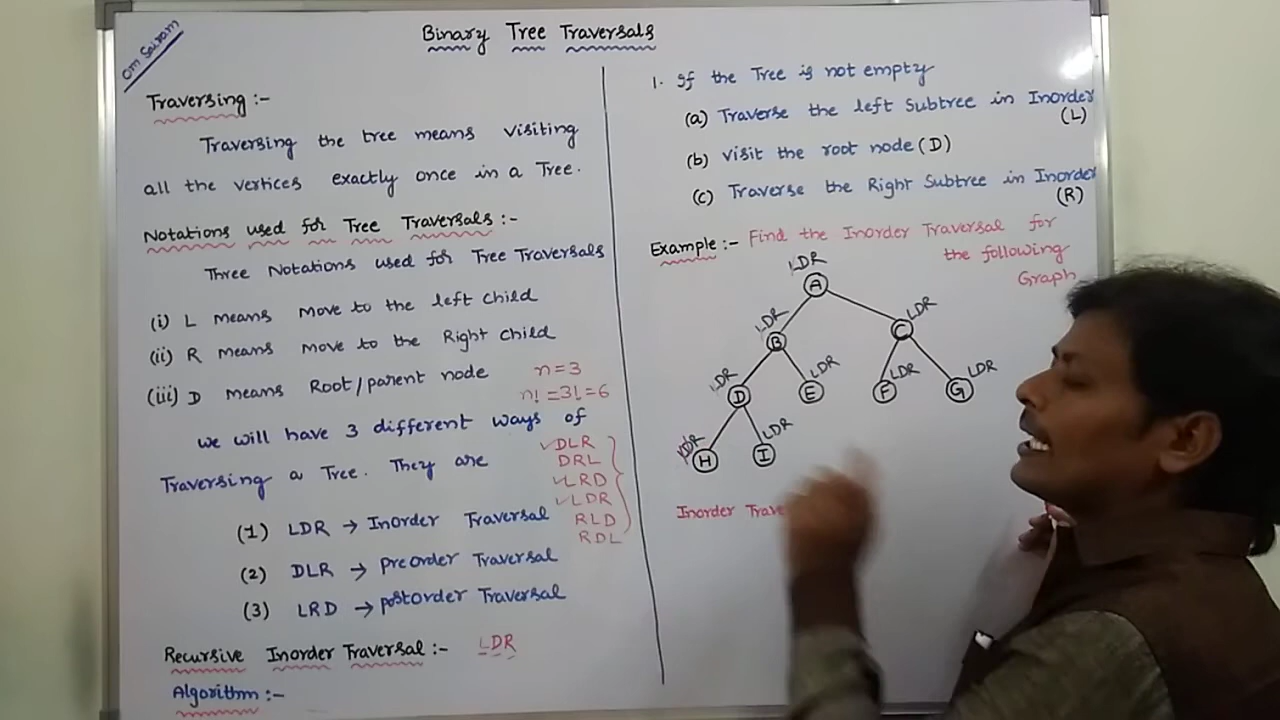 Om Sairam
Binary Tree Traversals
Traversing :-
Traversing the tree means visiting
all the vertices exactly once in a Tree.
Notations used for Tree Traversals :-
Three Notations used for Tree Traversals
(i) L means move to the left child
(ii) R means move to the Right child
(iii) D means Root/parent node
n=3
n! =3! =6
we will have 3 different ways of
Traversing a Tree. They are
DLR
DRL
LRD
LDR
RLD
RDL
(1) LDR → Inorder Traversal
(2) DLR → preorder Traversal
(3) LRD → postorder Traversal
Recursive Inorder Traversal :- LDR
Algorithm :-
1. If the Tree is not empty
(a) Traverse the left Subtree in Inorder
(L)
(b) visit the root node (D)
(c) Traverse the Right Subtree in Inorder
(R)
Example :- Find the Inorder Traversal for
the following
Graph
LDR
A
LDR
B
LDR
C
LDR
D
LDR
E
LDR
F
LDR
G
LDR
H
LDR
I
Inorder